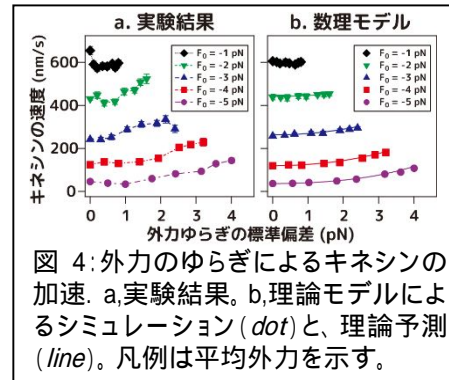 a. 実験結果
b. 数理モデル
キネシンの速度 (nm/s)
600
400
200
0
F₀ = -1 pN
F₀ = -2 pN
F₀ = -3 pN
F₀ = -4 pN
F₀ = -5 pN
F₀ = -1 pN
F₀ = -2 pN
F₀ = -3 pN
F₀ = -4 pN
F₀ = -5 pN
0 1 2 3 4 0 1 2 3 4
外力ゆらぎの標準偏差 (pN)
図 4:外力のゆらぎによるキネシンの
加速. a,実験結果。b,理論モデルによ
るシミュレーション(dot)と、理論予測
(line)。凡例は平均外力を示す。